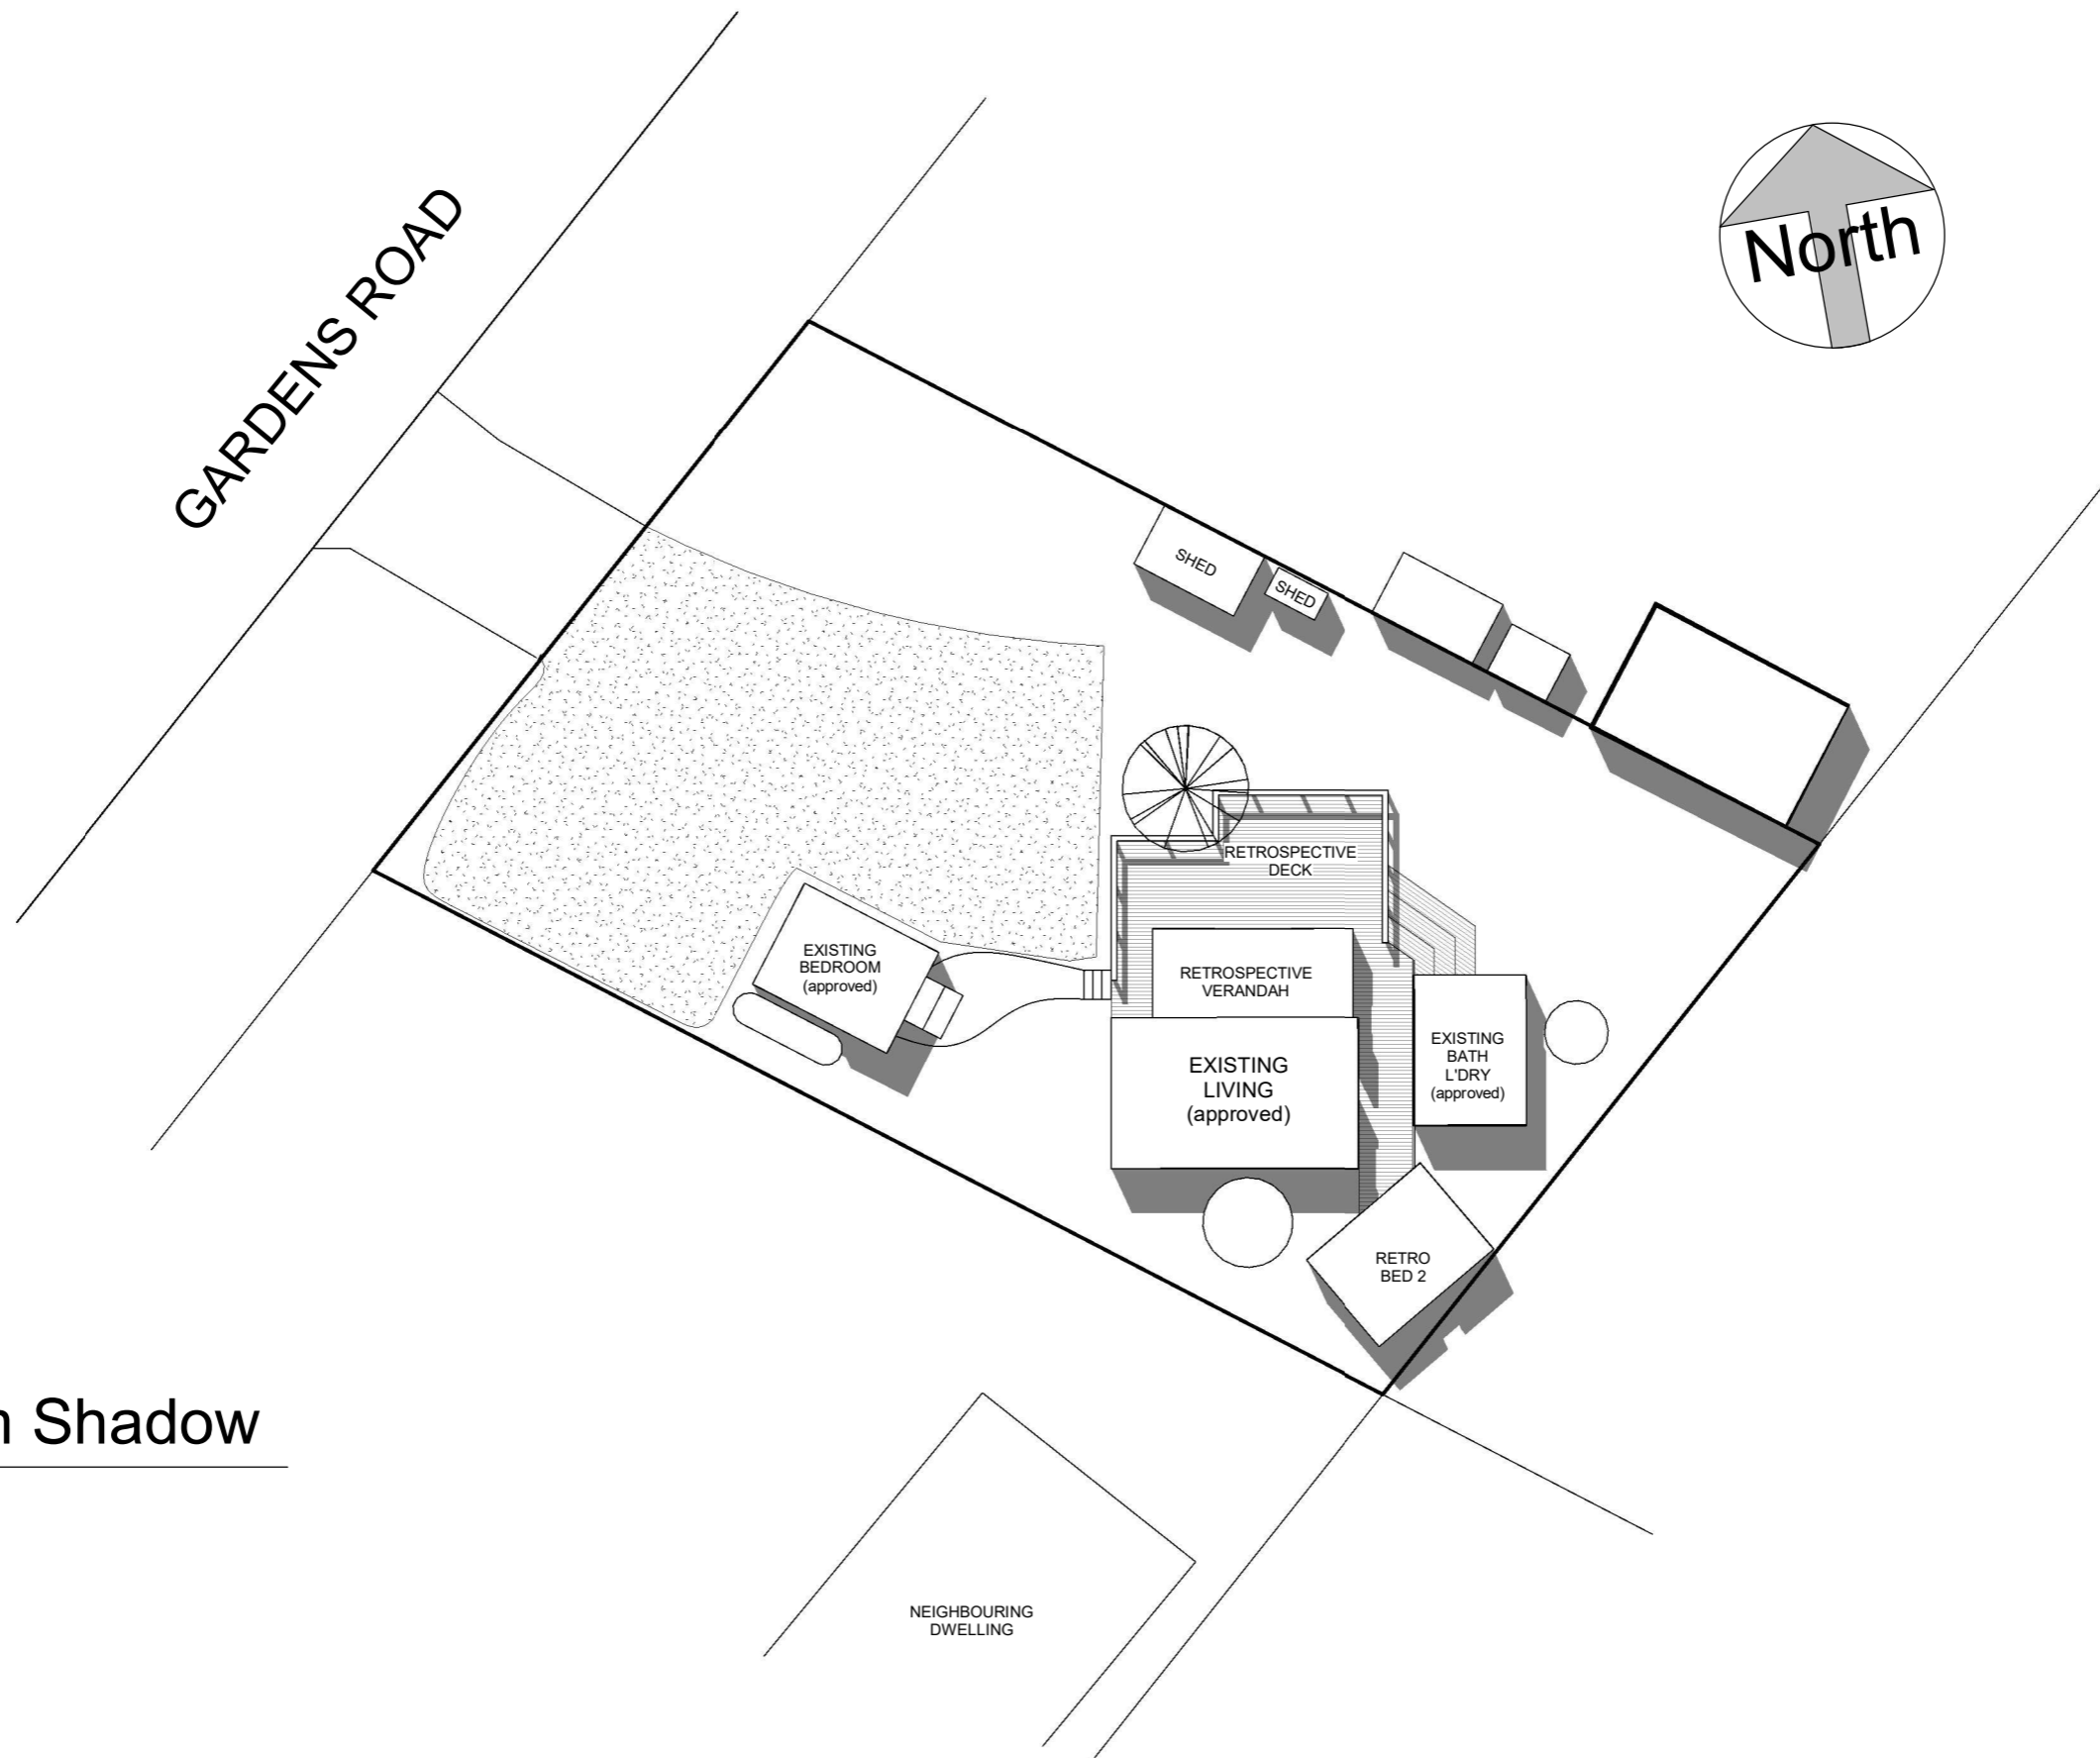 GARDENS ROAD
North
SHED
SHED
RETROSPECTIVE
DECK
EXISTING
BEDROOM
(approved)
RETROSPECTIVE
VERANDAH
EXISTING
LIVING
(approved)
EXISTING
BATH
L'DRY
(approved)
RETRO
BED 2
Shadow
NEIGHBOURING
DWELLING